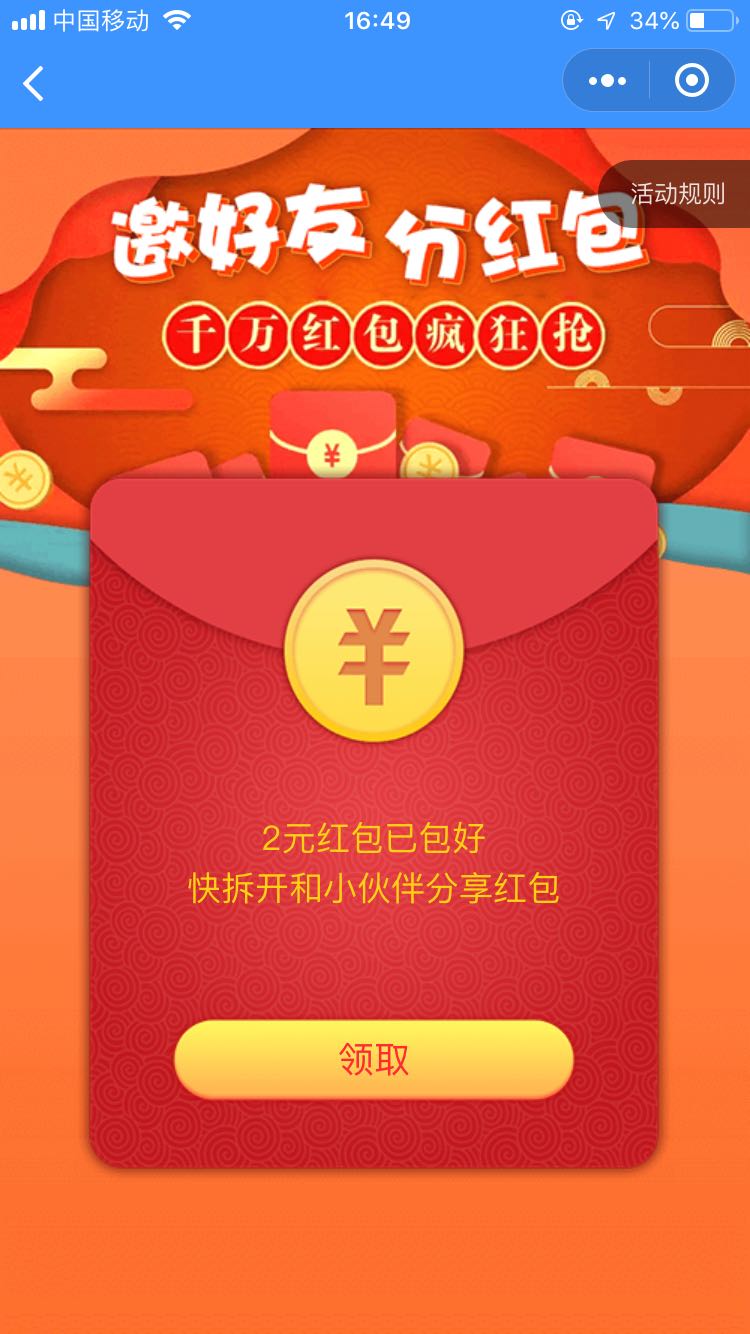 中国移动
16:49
34%
活动规则
邀好友 分红包
千万红包疯狂抢
¥
¥
2元红包已包好
快拆开和小伙伴分享红包
领取